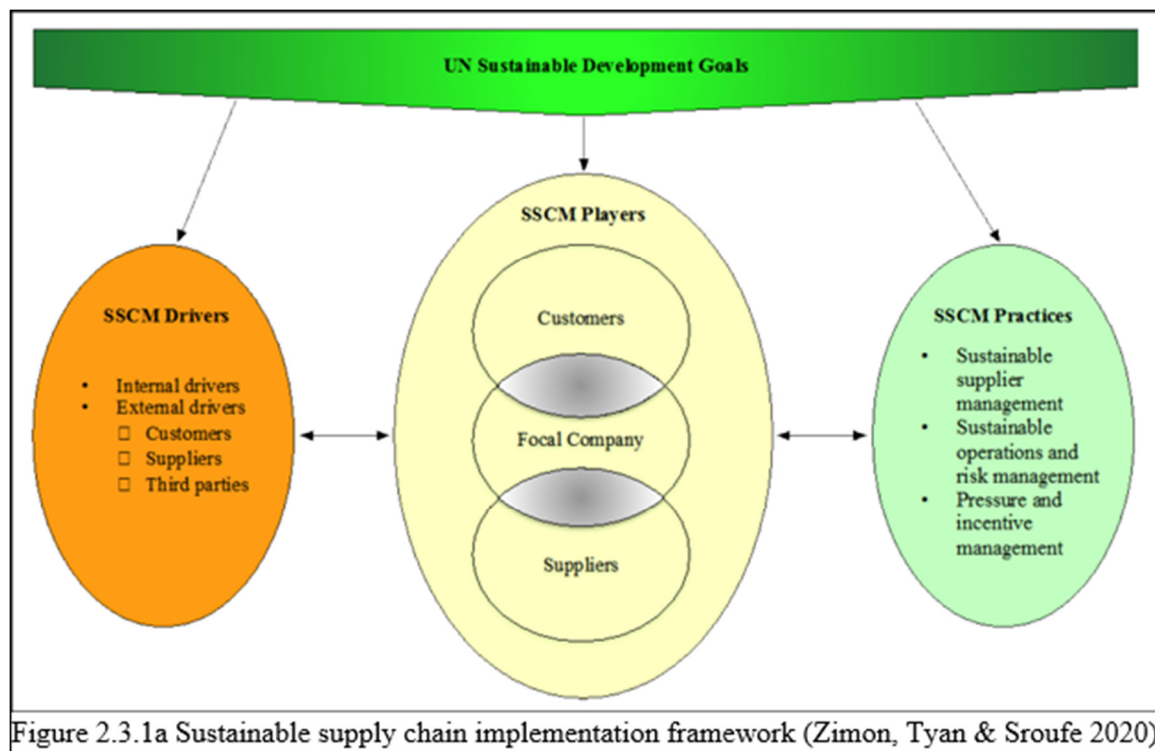 UN Sustainable Development Goals
SSCM Drivers
• Internal drivers
• External drivers
□ Customers
□ Suppliers
□ Third parties
SSCM Players
Customers
Focal Company
Suppliers
SSCM Practices
• Sustainable
supplier
management
• Sustainable
operations and
risk management
• Pressure and
incentive
management
Figure 2.3.1a Sustainable supply chain implementation framework (Zimon, Tyan & Sroufe 2020)